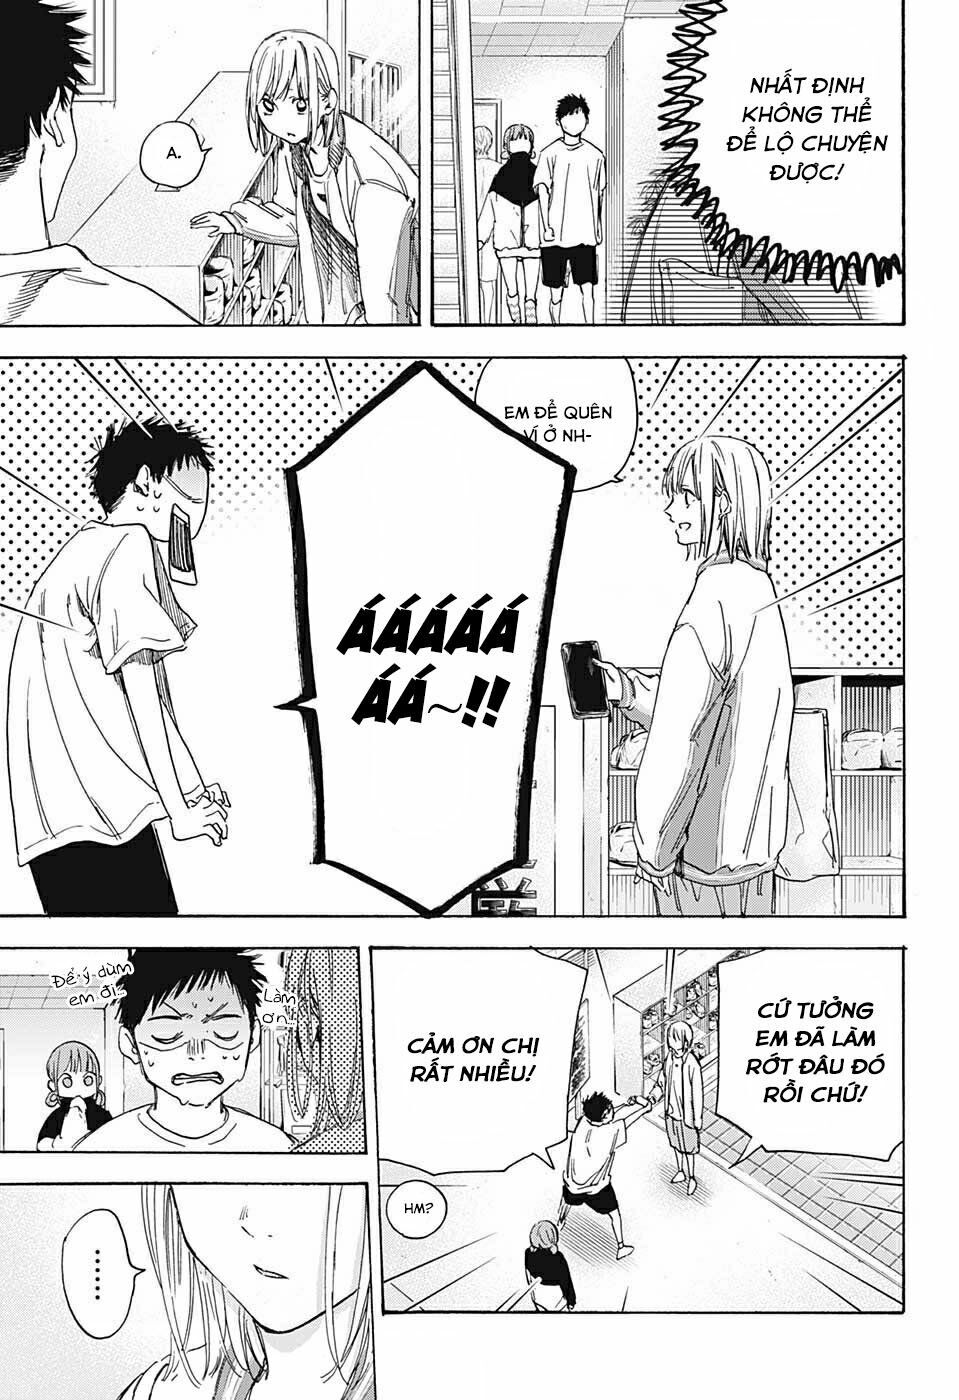 NHẤT ĐỊNH
KHÔNG THỂ
ĐỂ LỘ CHUYỆN
ĐƯỢC!
A.
EM ĐỂ QUÊN
VÍ Ở NH-
ÁÁÁÁÁ
ÁÁ~!!
CỨ TƯỞNG
EM ĐÃ LÀM
RỚT ĐÂU ĐÓ
RỒI CHỨ!
CẢM ƠN CHỊ
RẤT NHIỀU!
HM?
Để ý dùm
em đi...
Làm
ơn...
......